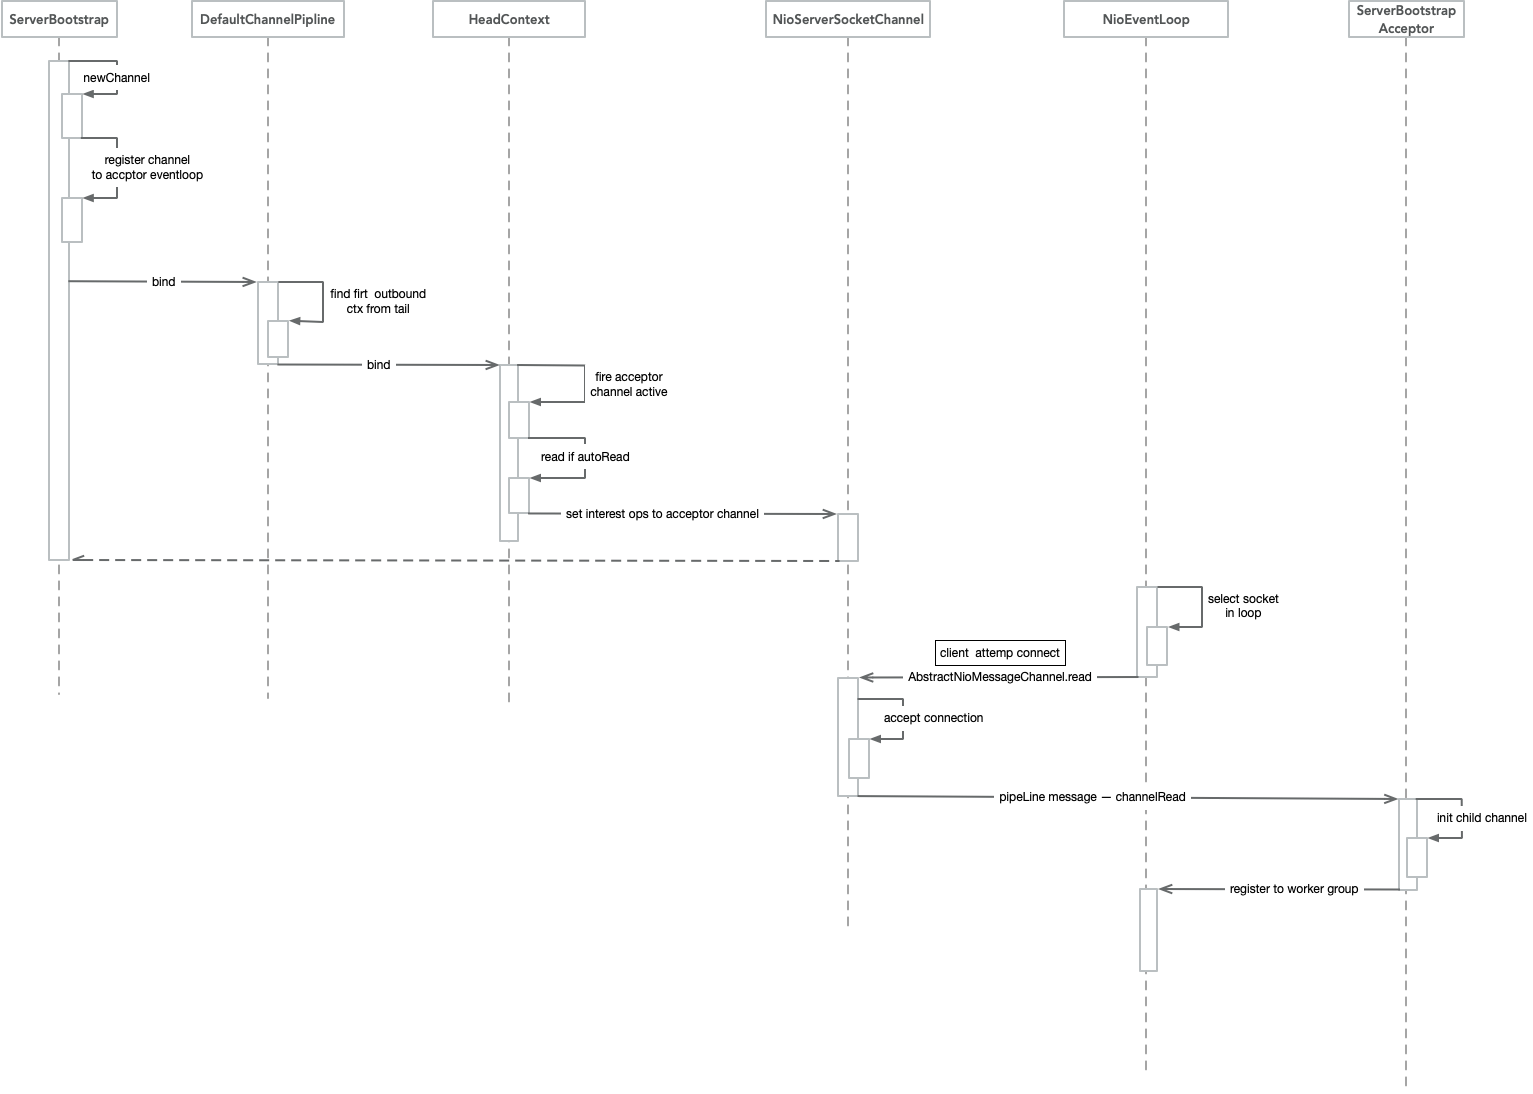 ServerBootstrap
DefaultChannelPipline
HeadContext
NioServerSocketChannel
NioEventLoop
ServerBootstrap
Acceptor
newChannel
register channel
to accptor eventloop
bind
find firt  outbound
ctx from tail
bind
fire acceptor
channel active
read if autoRead
set interest ops to acceptor channel
select socket
in loop
client  attemp connect
AbstractNioMessageChannel.read
accept connection
pipeLine message — channelRead
init child channel
register to worker group